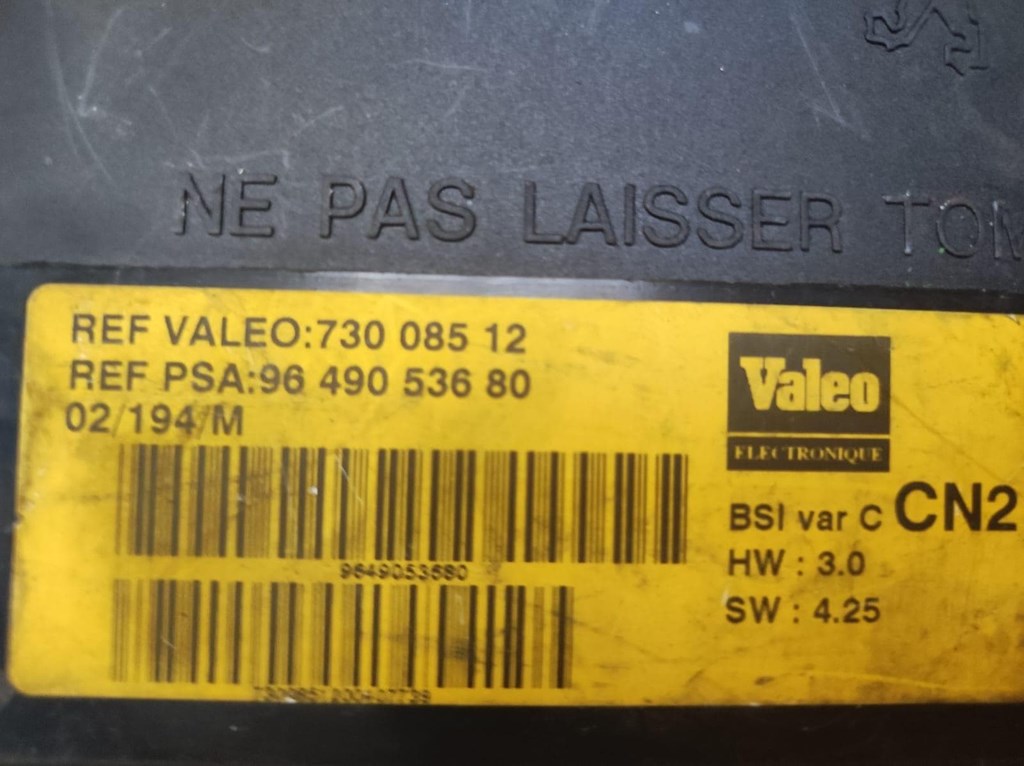 NE PAS LAISSER TOM
REF VALEO:730 085 12
REF PSA:96 490 536 80
02/194/M
9649053680
Valeo
ELECTRONIQUE
BSI var C CN2
HW : 3.0
SW : 4.25